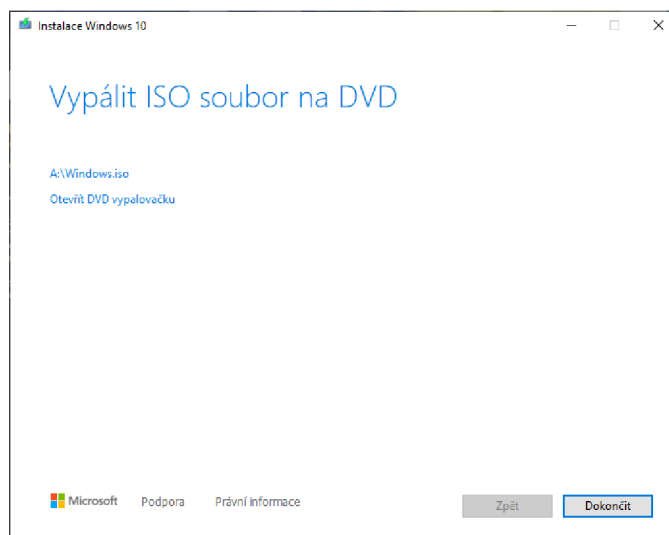 Instalace Windows 10
Vypálit ISO soubor na DVD
A:\Windows.iso
Otevřít DVD vypalovačku
Microsoft Podpora Právní informace Zpět Dokončit